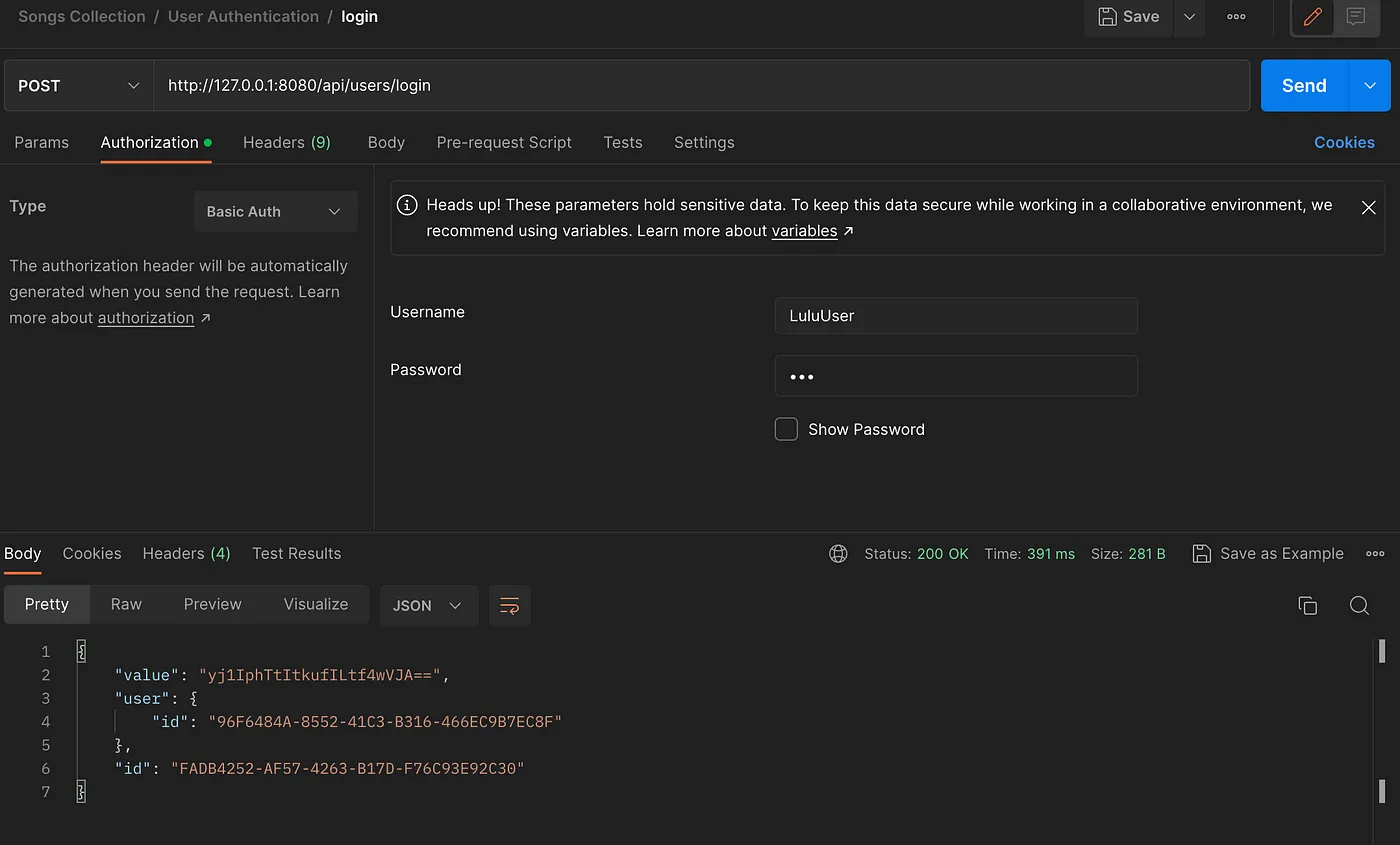 Songs Collection / User Authentication / login
Save
POST
http://127.0.0.1:8080/api/users/login
Send
Params
Authorization
Headers (9)
Body
Pre-request Script
Tests
Settings
Cookies
Type
Basic Auth
The authorization header will be automatically
generated when you send the request. Learn
more about authorization ↗
Heads up! These parameters hold sensitive data. To keep this data secure while working in a collaborative environment, we
recommend using variables. Learn more about variables ↗
Username
LuluUser
Password
•••
Show Password
Body
Cookies
Headers (4)
Test Results
Status: 200 OK
Time: 391 ms
Size: 281 B
Save as Example
Pretty
Raw
Preview
Visualize
JSON
1 {
2 "value": "yj1IphTtItkufILtf4wVJA==",
3 "user": {
4 "id": "96F6484A-8552-41C3-B316-466EC9B7EC8F"
5 },
6 "id": "FADB4252-AF57-4263-B17D-F76C93E92C30"
7 }